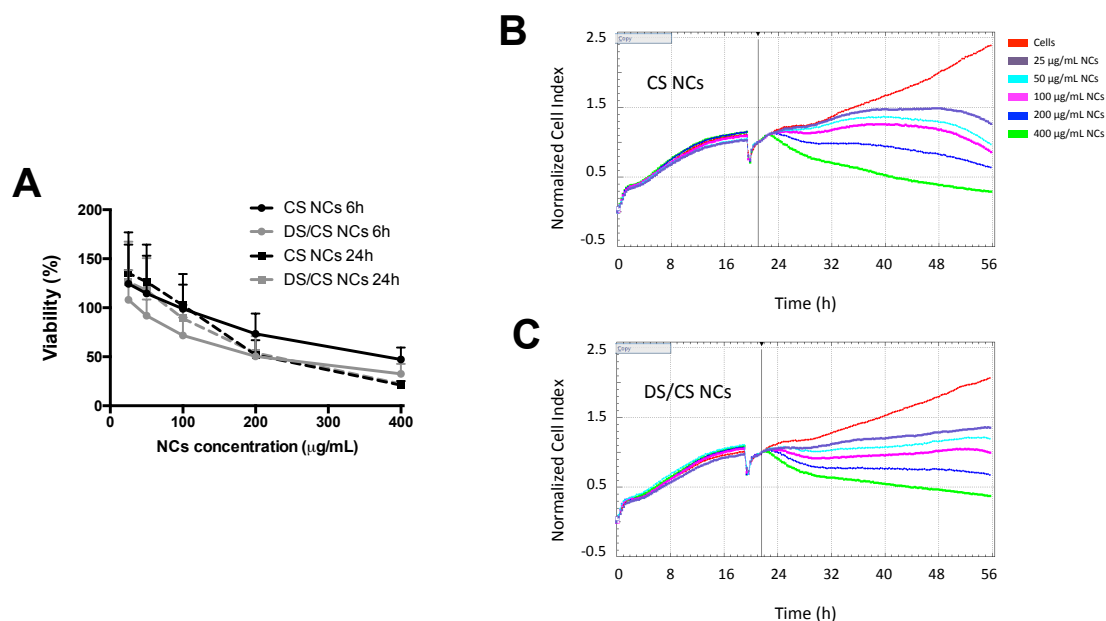 A
Viability (%)
200
150
100
50
0
CS NCs 6h
DS/CS NCs 6h
CS NCs 24h
DS/CS NCs 24h
0 100 200 300 400
NCs concentration (μg/mL)
B
Normalized Cell Index
2.5
1.5
0.5
-0.5
Copy
CS NCs
0 8 16 24 32 40 48 56
Time (h)
Cells
25 μg/mL NCs
50 μg/mL NCs
100 μg/mL NCs
200 μg/mL NCs
400 μg/mL NCs
C
Normalized Cell Index
2.5
1.5
0.5
-0.5
Copy
DS/CS NCs
0 8 16 24 32 40 48 56
Time (h)